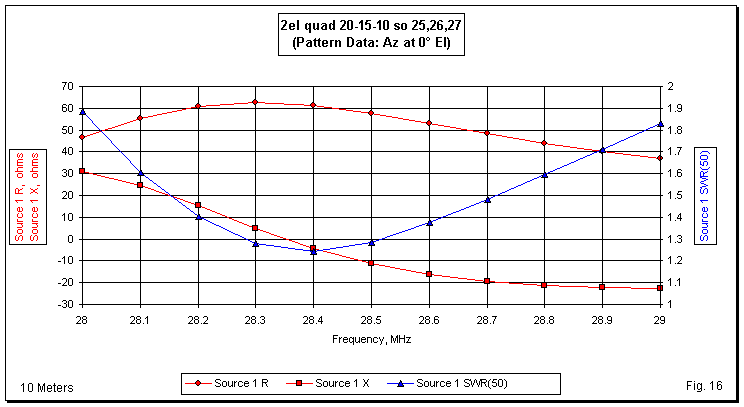 2el quad 20-15-10 so 25,26,27
(Pattern Data: Az at 0° El)
70
60
50
40
30
20
10
0
-10
-20
-30
Source 1 R, ohms
Source 1 X, ohms
2
1.9
1.8
1.7
1.6
1.5
1.4
1.3
1.2
1.1
1
Source 1 SWR(50)
28 28.1 28.2 28.3 28.4 28.5 28.6 28.7 28.8 28.9 29
Frequency, MHz
Source 1 R Source 1 X Source 1 SWR(50)
10 Meters
Fig. 16